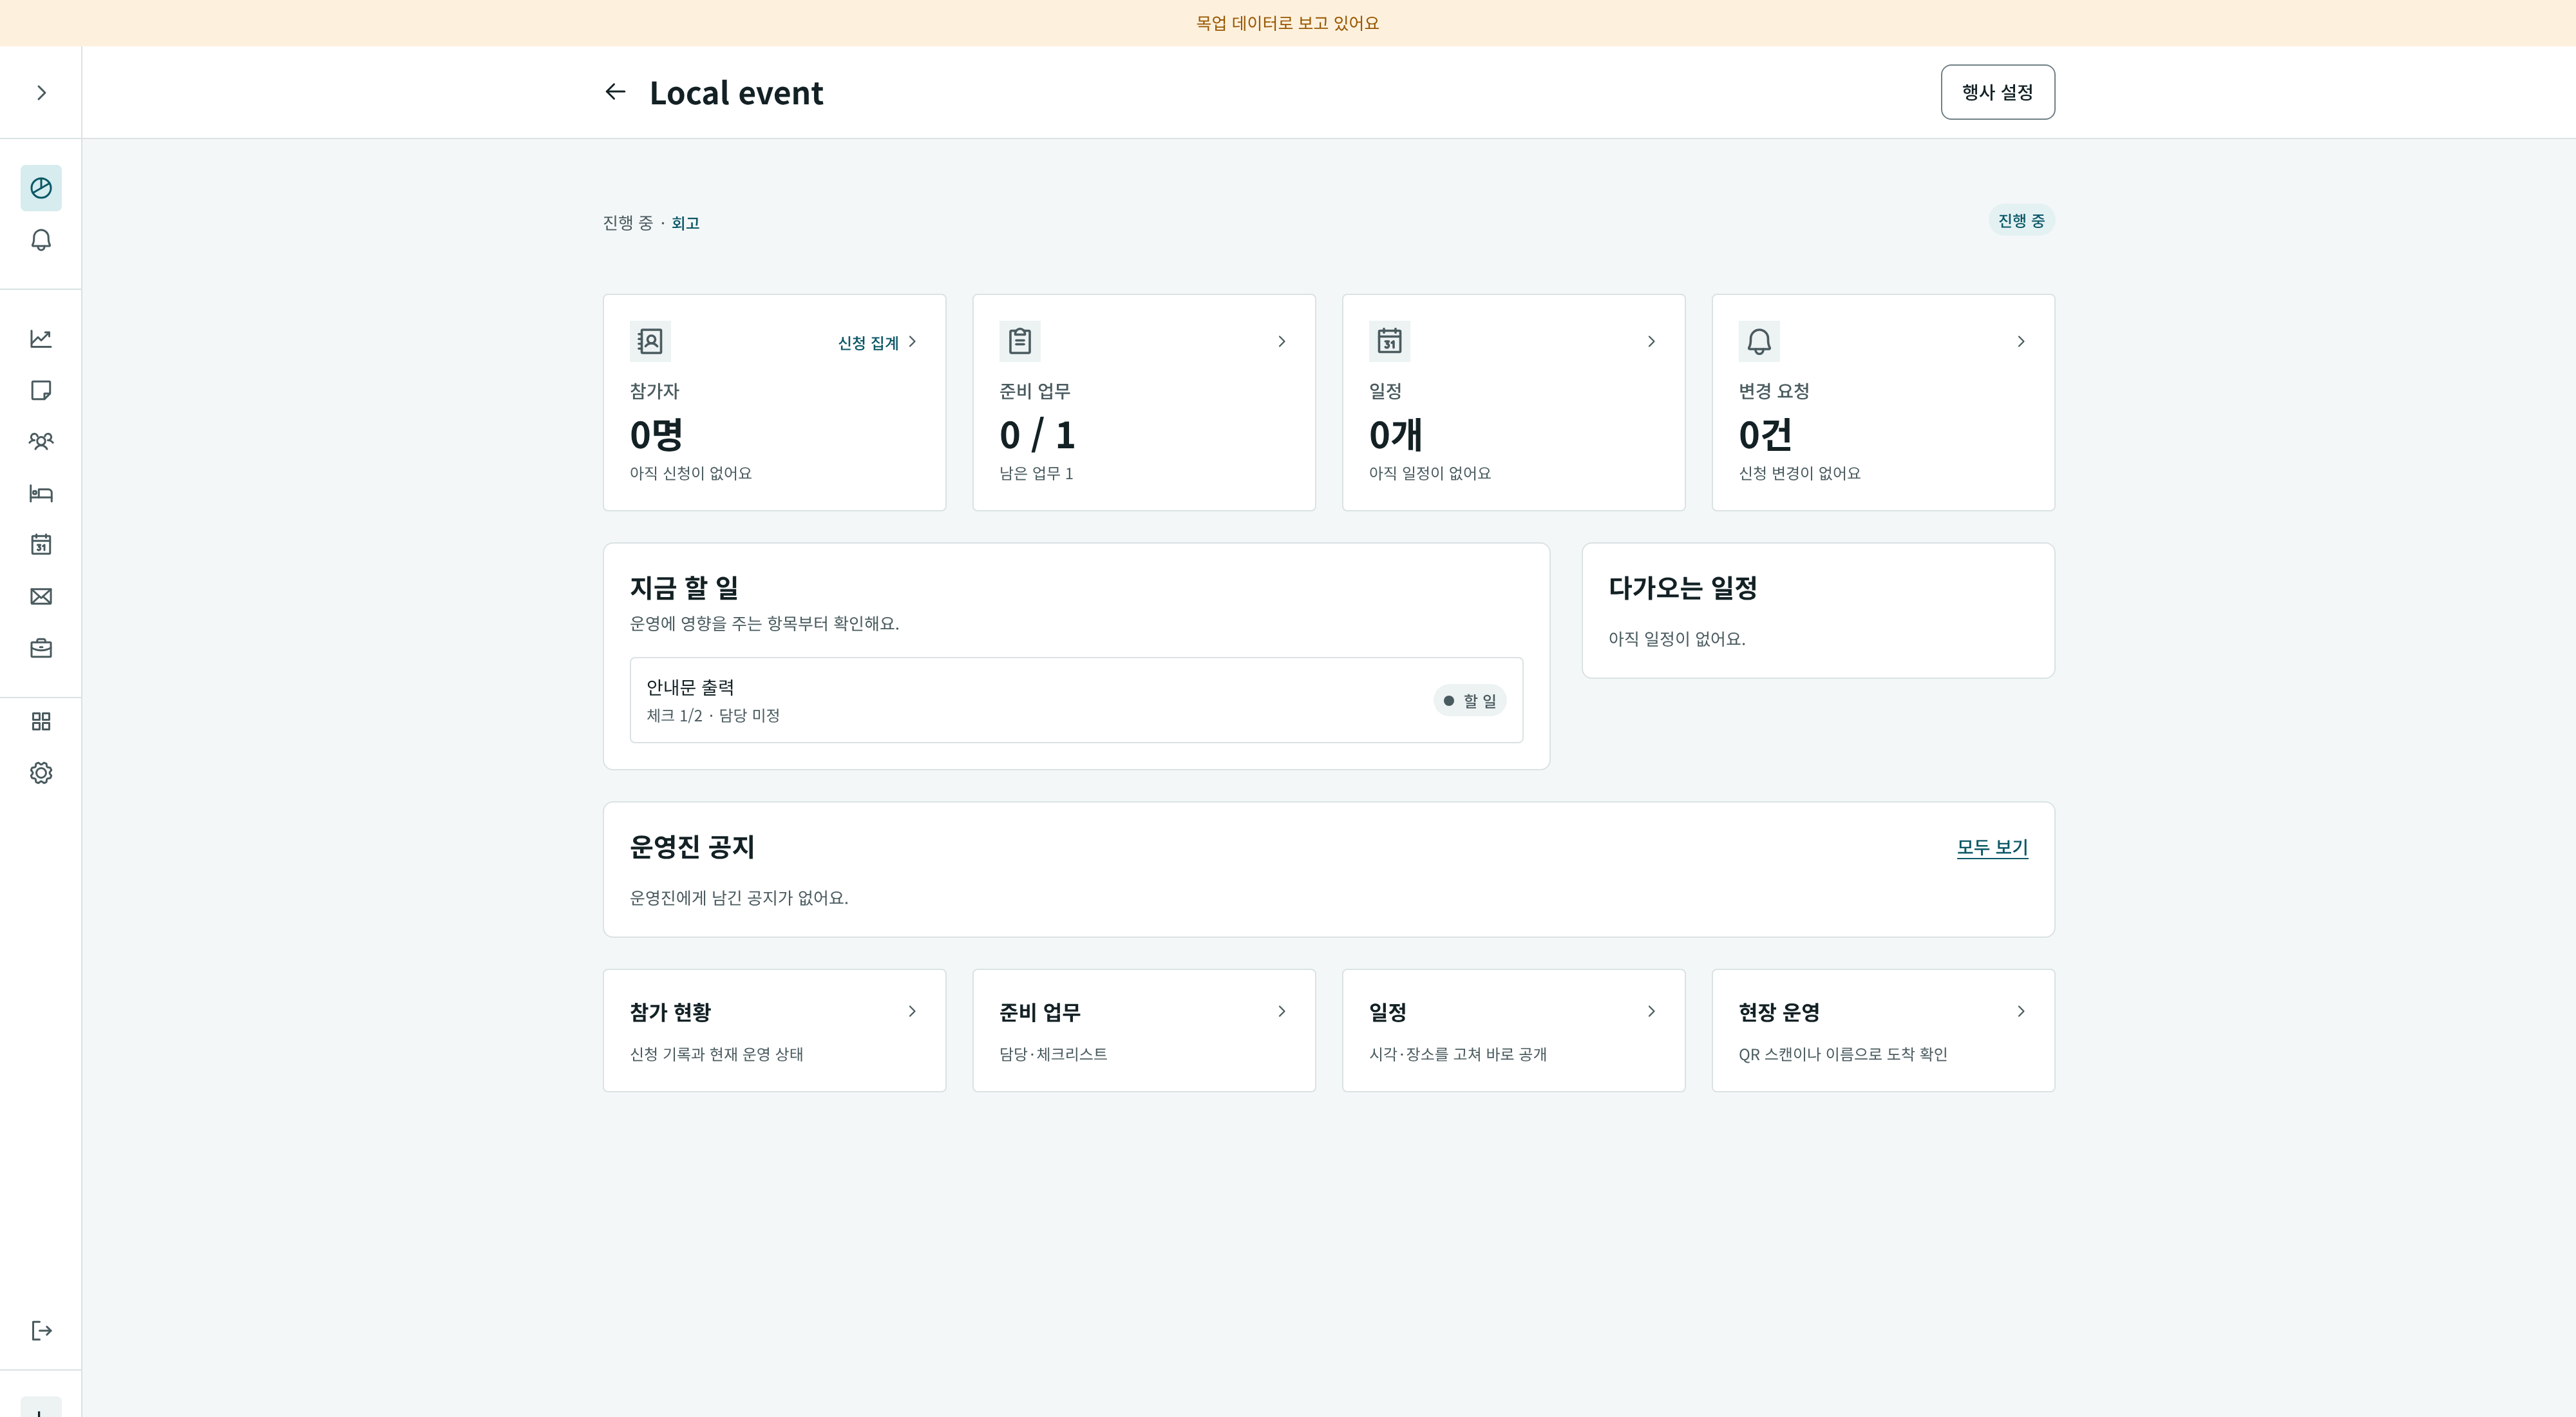 목업 데이터로 보고 있어요
Local event
행사 설정
진행 중 · 회고
진행 중
신청 집계
참가자
0명
아직 신청이 없어요
준비 업무
0 / 1
남은 업무 1
31
일정
0개
아직 일정이 없어요
변경 요청
0건
신청 변경이 없어요
31
지금 할 일
운영에 영향을 주는 항목부터 확인해요.
안내문 출력
체크 1/2 · 담당 미정
할 일
다가오는 일정
아직 일정이 없어요.
운영진 공지
모두 보기
운영진에게 남긴 공지가 없어요.
참가 현황
신청 기록과 현재 운영 상태
준비 업무
담당·체크리스트
일정
시각·장소를 고쳐 바로 공개
현장 운영
QR 스캔이나 이름으로 도착 확인